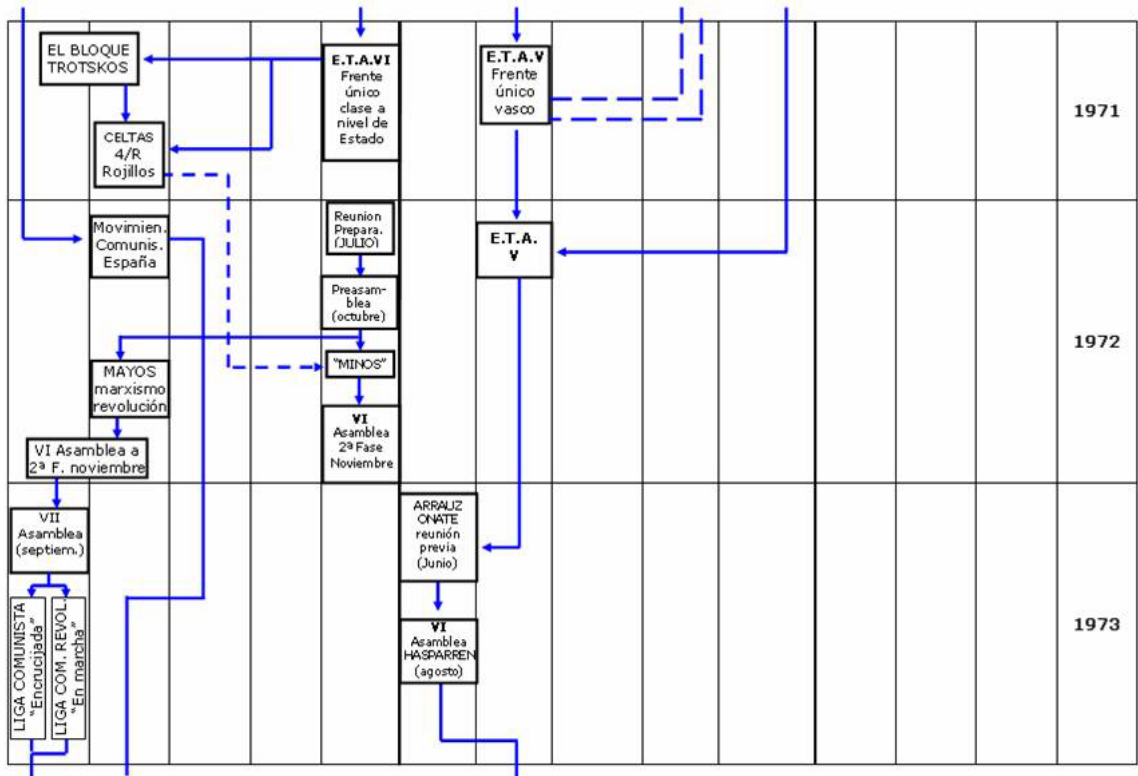 EL BLOQUE
TROTSKOS
E.T.A.VI
Frente
único
clase a
nivel de
Estado
E.T.A.V
Frente
único
vasco
1971
CELTAS
4/R
Rojillos
Movimien.
Comunis.
España
Reunion
Prepara.
(JULIO)
E.T.A.
V
Preasam-
blea
(octubre)
1972
"MINOS"
MAYOS
marxismo
revolución
VI
Asamblea
2ª Fase
Noviembre
VI Asamblea a
2ª F. noviembre
VII
Asamblea
(septiem.)
ARRAUZ
OÑATE
reunión
previa
(Junio)
LIGA COMUNISTA
"Encrucijada"
LIGA COM. REVOL.
"En marcha"
VI
Asamblea
HASPARREN
(agosto)
1973